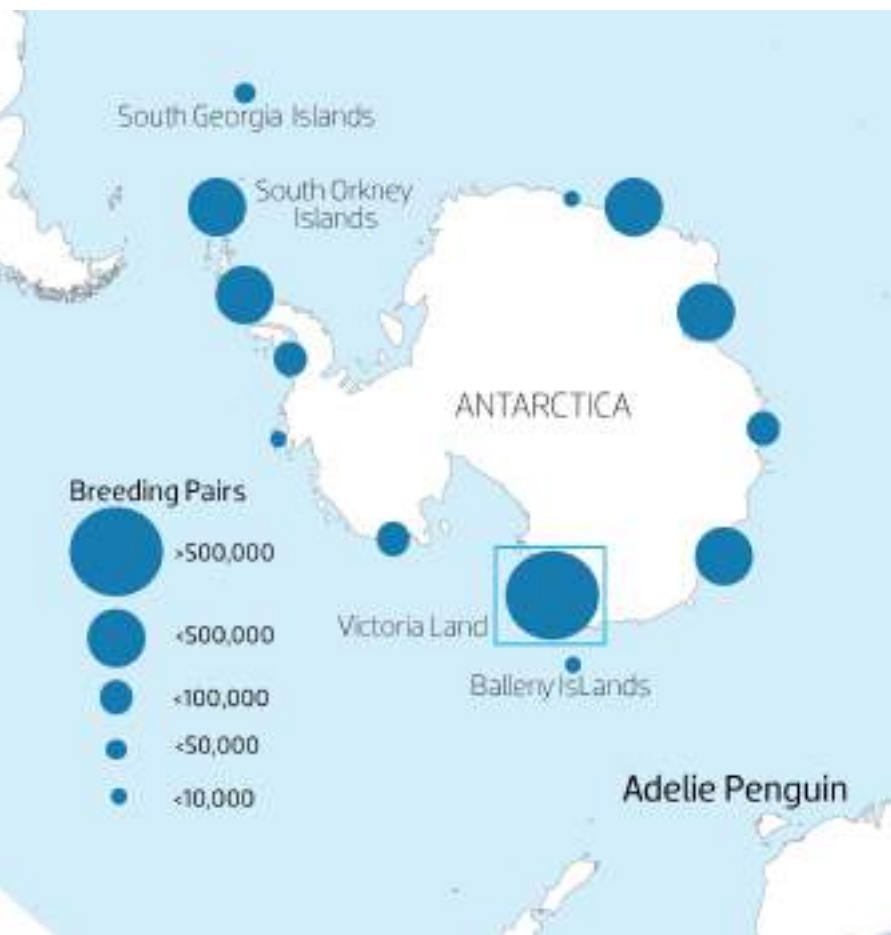 South Georgia Islands
South Orkney
Islands
ANTARCTICA
Breeding Pairs
>500,000
<500,000
<100,000
<50,000
<10,000
Victoria Land
Balleny IsLands
Adelie Penguin